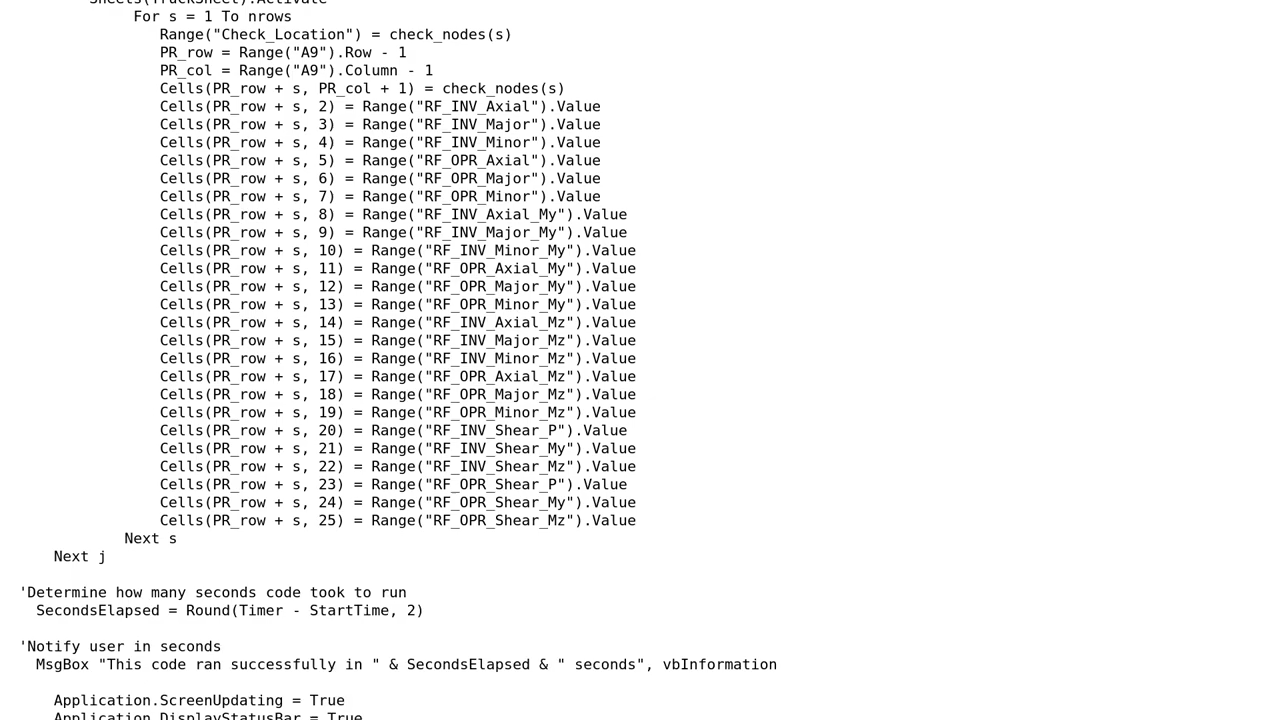 Sheets(TruckSheet).Activate
For s = 1 To nrows
Range("Check_Location") = check_nodes(s)
PR_row = Range("A9").Row - 1
PR_col = Range("A9").Column - 1
Cells(PR_row + s, PR_col + 1) = check_nodes(s)
Cells(PR_row + s, 2) = Range("RF_INV_Axial").Value
Cells(PR_row + s, 3) = Range("RF_INV_Major").Value
Cells(PR_row + s, 4) = Range("RF_INV_Minor").Value
Cells(PR_row + s, 5) = Range("RF_OPR_Axial").Value
Cells(PR_row + s, 6) = Range("RF_OPR_Major").Value
Cells(PR_row + s, 7) = Range("RF_OPR_Minor").Value
Cells(PR_row + s, 8) = Range("RF_INV_Axial_My").Value
Cells(PR_row + s, 9) = Range("RF_INV_Major_My").Value
Cells(PR_row + s, 10) = Range("RF_INV_Minor_My").Value
Cells(PR_row + s, 11) = Range("RF_OPR_Axial_My").Value
Cells(PR_row + s, 12) = Range("RF_OPR_Major_My").Value
Cells(PR_row + s, 13) = Range("RF_OPR_Minor_My").Value
Cells(PR_row + s, 14) = Range("RF_INV_Axial_Mz").Value
Cells(PR_row + s, 15) = Range("RF_INV_Major_Mz").Value
Cells(PR_row + s, 16) = Range("RF_INV_Minor_Mz").Value
Cells(PR_row + s, 17) = Range("RF_OPR_Axial_Mz").Value
Cells(PR_row + s, 18) = Range("RF_OPR_Major_Mz").Value
Cells(PR_row + s, 19) = Range("RF_OPR_Minor_Mz").Value
Cells(PR_row + s, 20) = Range("RF_INV_Shear_P").Value
Cells(PR_row + s, 21) = Range("RF_INV_Shear_My").Value
Cells(PR_row + s, 22) = Range("RF_INV_Shear_Mz").Value
Cells(PR_row + s, 23) = Range("RF_OPR_Shear_P").Value
Cells(PR_row + s, 24) = Range("RF_OPR_Shear_My").Value
Cells(PR_row + s, 25) = Range("RF_OPR_Shear_Mz").Value
Next s
Next j
'Determine how many seconds code took to run
SecondsElapsed = Round(Timer - StartTime, 2)
'Notify user in seconds
MsgBox "This code ran successfully in " & SecondsElapsed & " seconds", vbInformation
Application.ScreenUpdating = True
Application.DisplayStatusBar = True